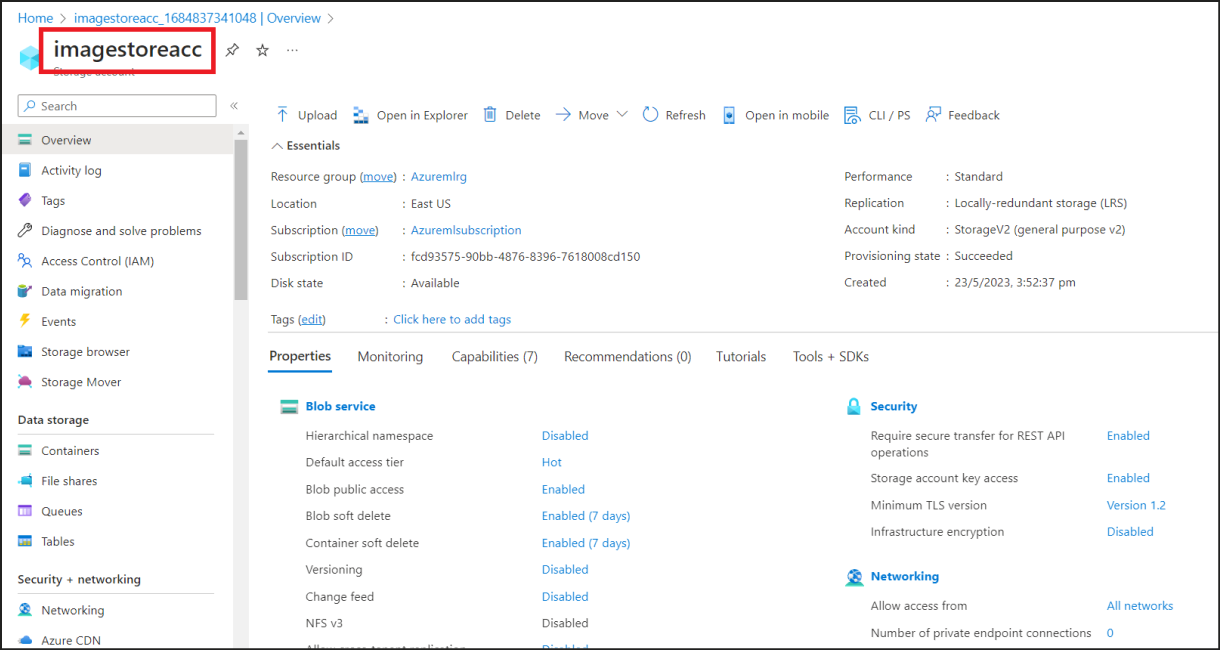 Home > imagestoreacc_1684837341048 | Overview >
imagestoreacc
Storage account
Search
«
Upload
Open in Explorer
Delete
Move
Refresh
Open in mobile
CLI / PS
Feedback
Overview
Activity log
Tags
Diagnose and solve problems
Access Control (IAM)
Data migration
Events
Storage browser
Storage Mover
Data storage
Containers
File shares
Queues
Tables
Security + networking
Networking
Azure CDN
Essentials
Resource group (move) : Azuremlrg
Location : East US
Subscription (move) : Azuremlsubscription
Subscription ID : fcd93575-90bb-4876-8396-7618008cd150
Disk state : Available
Tags (edit) : Click here to add tags
Performance : Standard
Replication : Locally-redundant storage (LRS)
Account kind : StorageV2 (general purpose v2)
Provisioning state : Succeeded
Created : 23/5/2023, 3:52:37 pm
Properties
Monitoring
Capabilities (7)
Recommendations (0)
Tutorials
Tools + SDKs
Blob service
Hierarchical namespace Disabled
Default access tier Hot
Blob public access Enabled
Blob soft delete Enabled (7 days)
Container soft delete Enabled (7 days)
Versioning Disabled
Change feed Disabled
NFS v3 Disabled
Allow cross-tenant replication Disabled
Security
Require secure transfer for REST API Enabled
operations
Storage account key access Enabled
Minimum TLS version Version 1.2
Infrastructure encryption Disabled
Networking
Allow access from All networks
Number of private endpoint connections 0